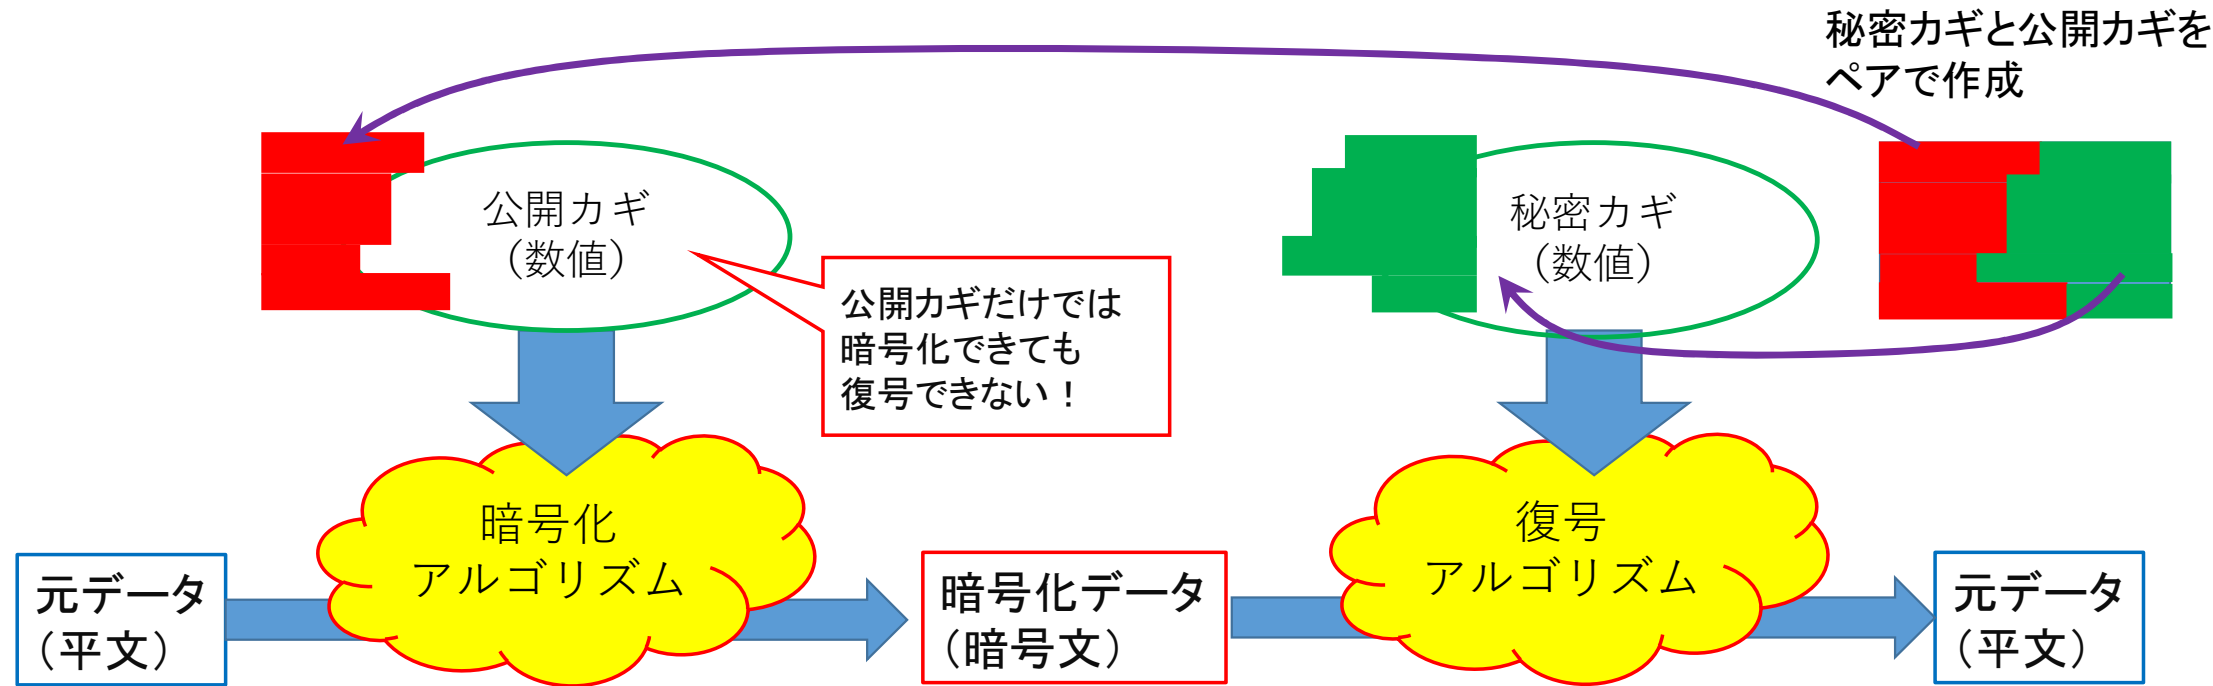 秘密カギと公開カギを
ペアで作成
公開カギ
（数値）
秘密カギ
（数値）
公開カギだけでは
暗号化できても
復号できない！
暗号化
アルゴリズム
復号
アルゴリズム
元データ
（平文）
暗号化データ
（暗号文）
元データ
（平文）